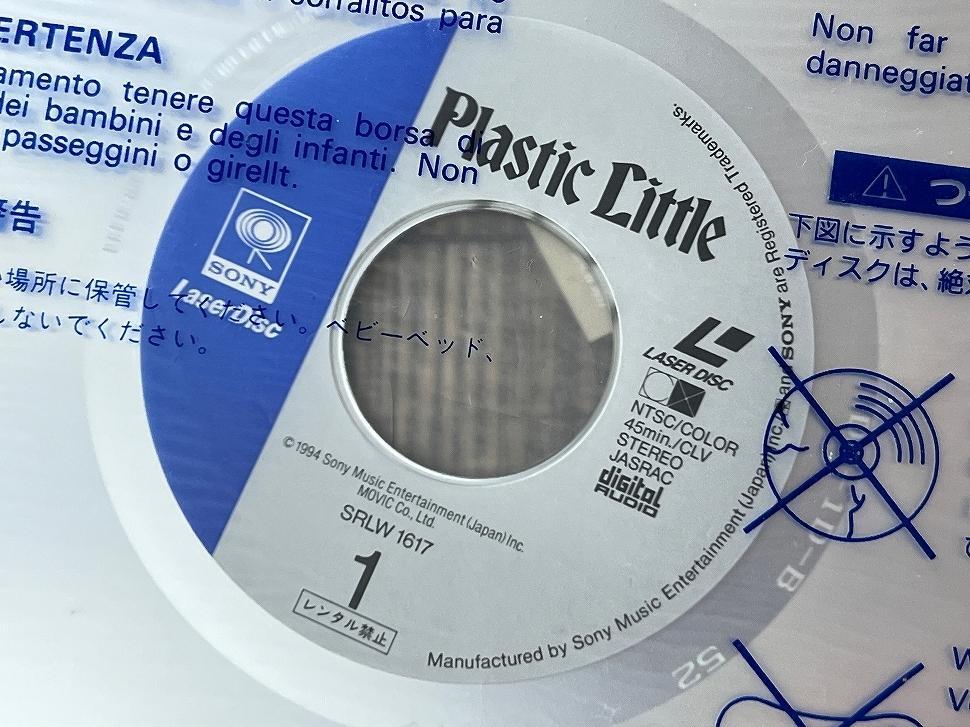 corralitos para
ERTENZA
amento tenere questa borsa di
dei bambini e degli infanti. Non
passeggini o girellt.
警告
場所に保管してください。ベビーベッド、
しないでください。
Non far
danneggiat
下図に示すよう
ディスクは、絶
Plastic Little
SONY
LaserDisc
LASER DISC
NTSC/COLOR
45min./CLV
STEREO
JASRAC
digital
AUDIO
©1994 Sony Music Entertainment (Japan) Inc.
MOVIC Co., Ltd.
SRLW 1617
1
レンタル禁止
Manufactured by Sony Music Entertainment (Japan) Inc.
and SONY are Registered Trademarks.
1D-B
52